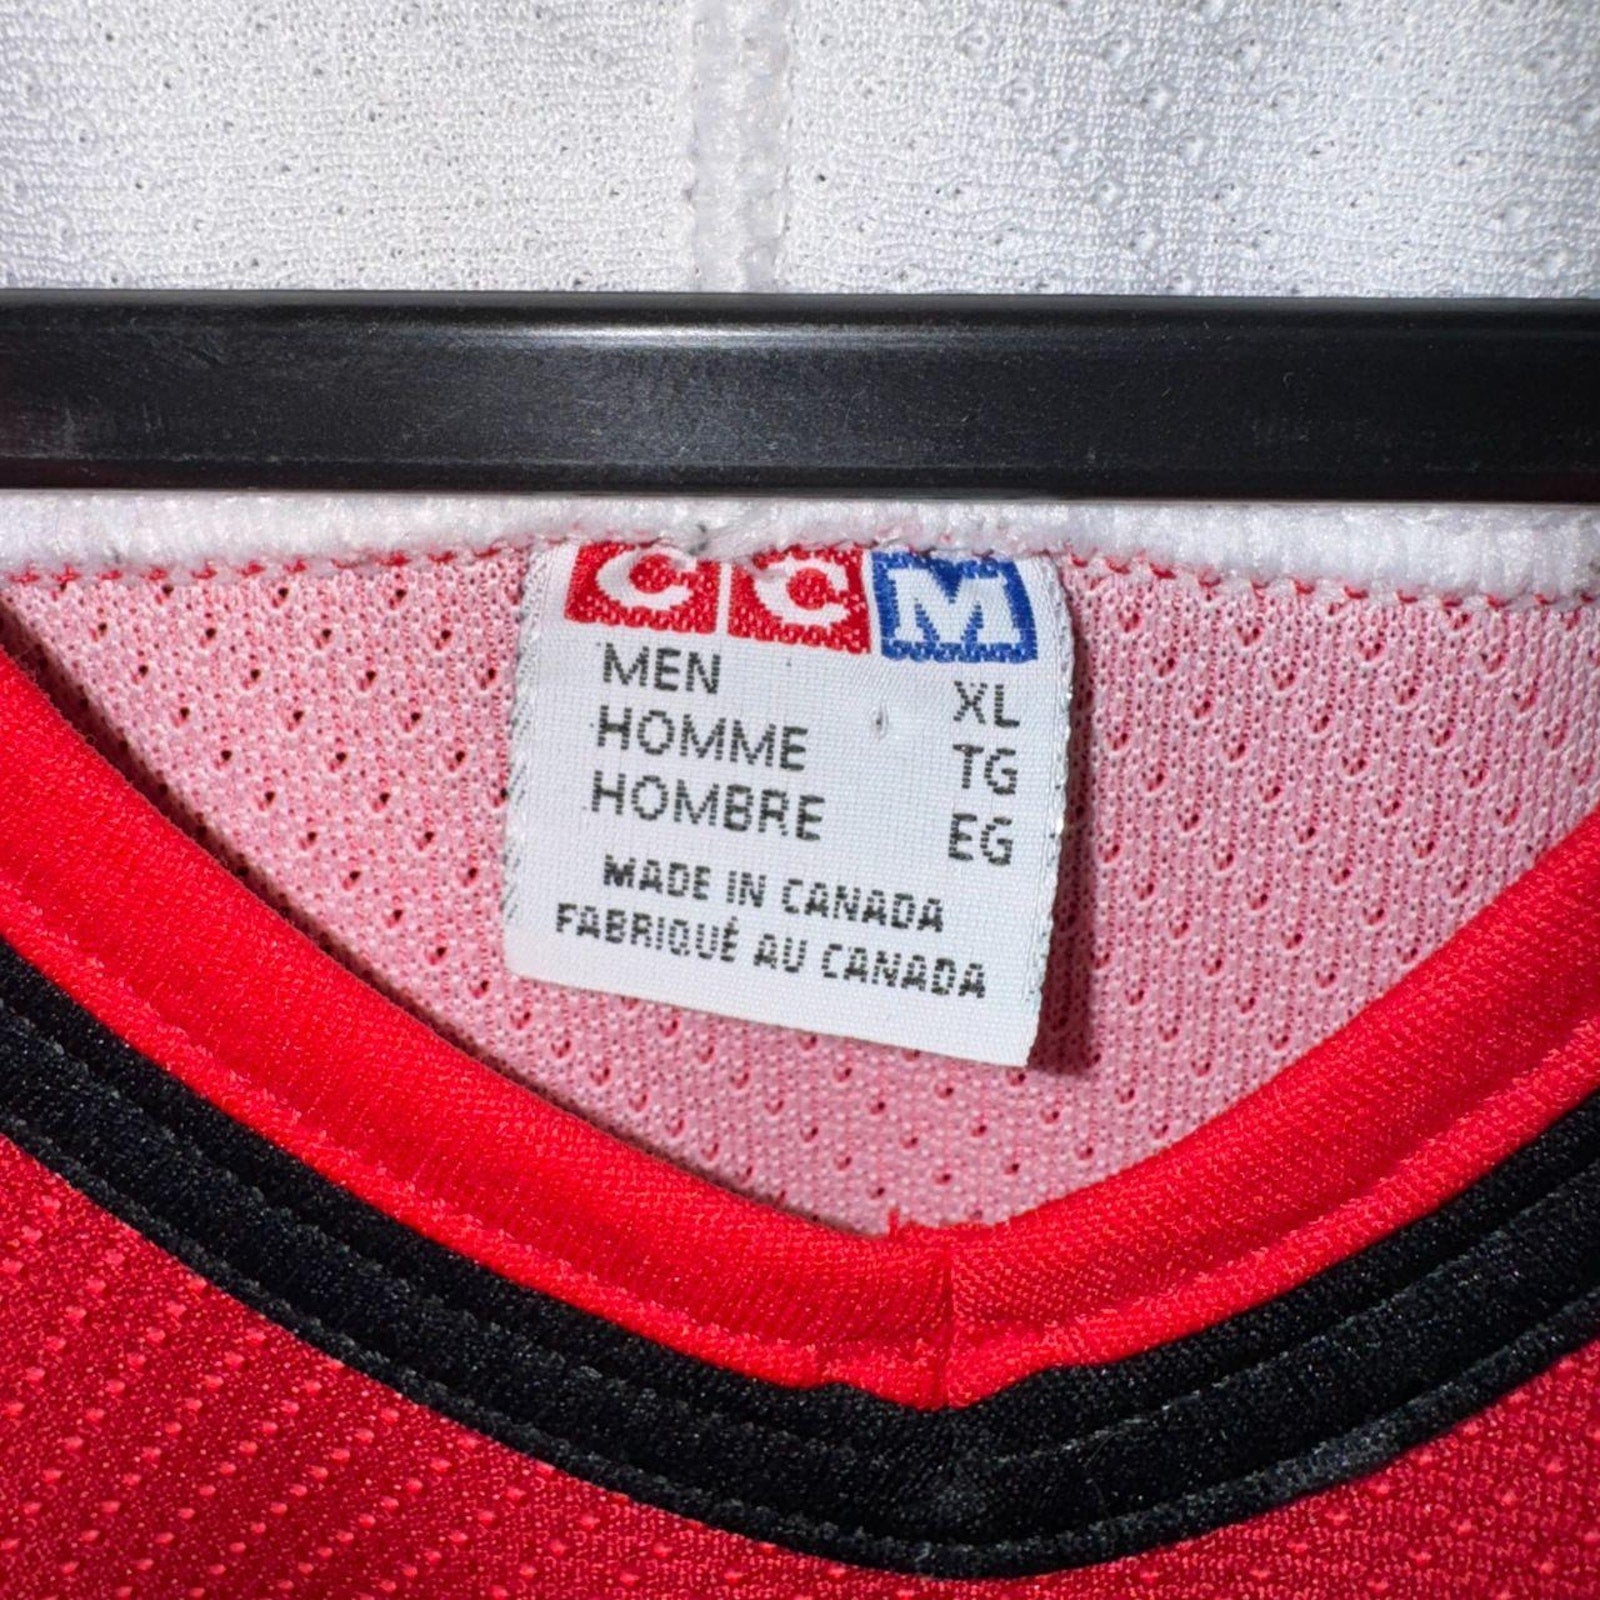 CCM
MEN XL
HOMME TG
HOMBRE EG
MADE IN CANADA
FABRIQUÉ AU CANADA